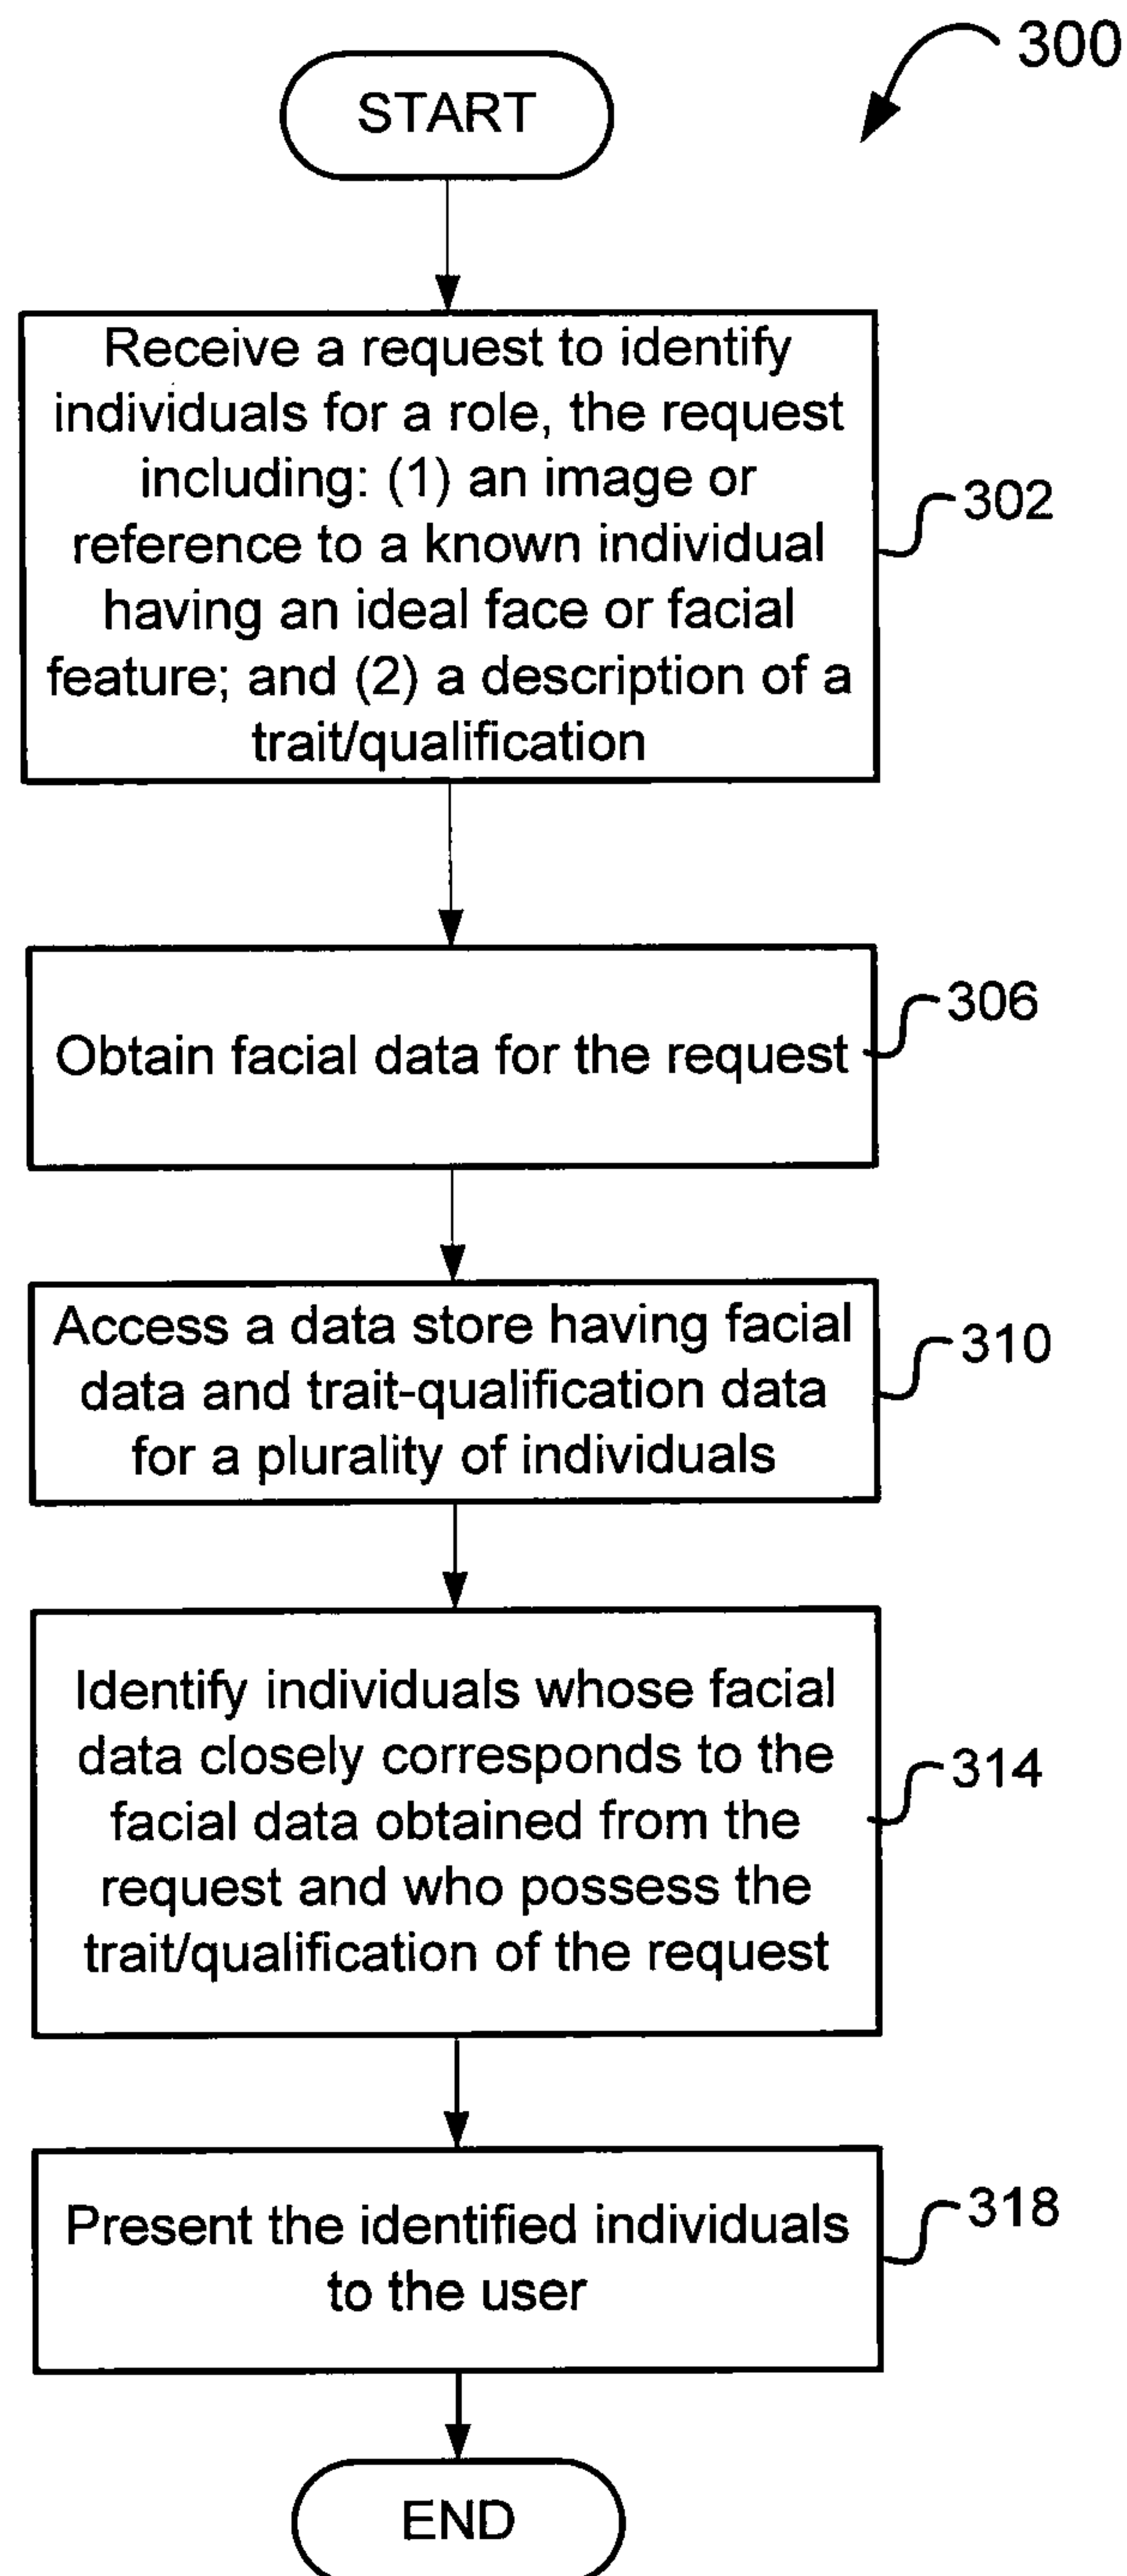 300
START
Receive a request to identify
individuals for a role, the request
including: (1) an image or
reference to a known individual
having an ideal face or facial
feature; and (2) a description of a
trait/qualification
302
Obtain facial data for the request
306
Access a data store having facial
data and trait-qualification data
for a plurality of individuals
310
Identify individuals whose facial
data closely corresponds to the
facial data obtained from the
request and who possess the
trait/qualification of the request
314
Present the identified individuals
to the user
318
END